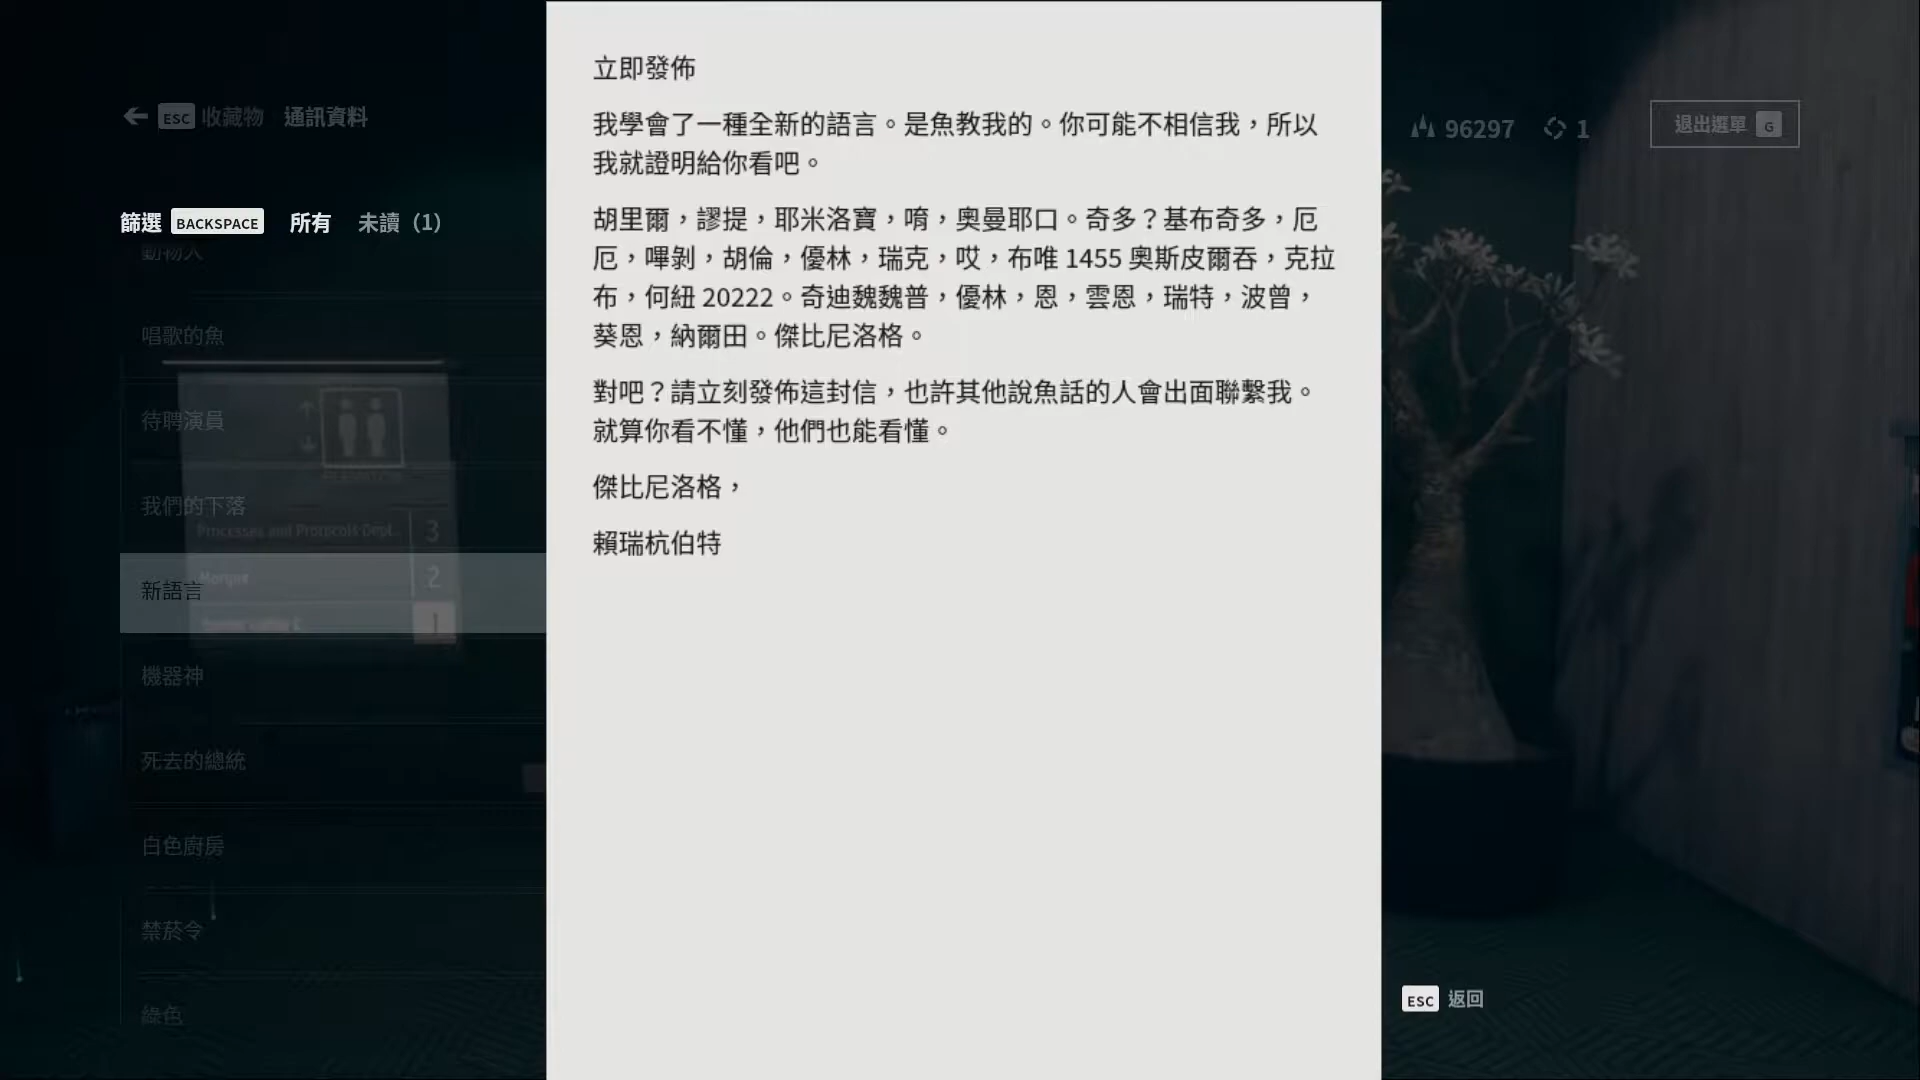 ESC 收藏物 通訊資料
96297 1 退出選單 G
篩選 BACKSPACE 所有 未讀（1）
動物人
唱歌的魚
待聘演員
我們的下落
Processes and Protocols Dept. 3
新語言
Morgue 2
1
機器神
死去的總統
白色廚房
禁菸令
綠色
立即發佈
我學會了一種全新的語言。是魚教我的。你可能不相信我，所以
我就證明給你看吧。
胡里爾，謬提，耶米洛寶，唷，奧曼耶口。奇多？基布奇多，厄
厄，嗶剝，胡倫，優林，瑞克，哎，布唯 1455 奧斯皮爾吞，克拉
布，何紐 20222。奇迪魏魏普，優林，恩，雲恩，瑞特，波曾，
葵恩，納爾田。傑比尼洛格。
對吧？請立刻發佈這封信，也許其他說魚話的人會出面聯繫我。
就算你看不懂，他們也能看懂。
傑比尼洛格，
賴瑞杭伯特
ESC 返回